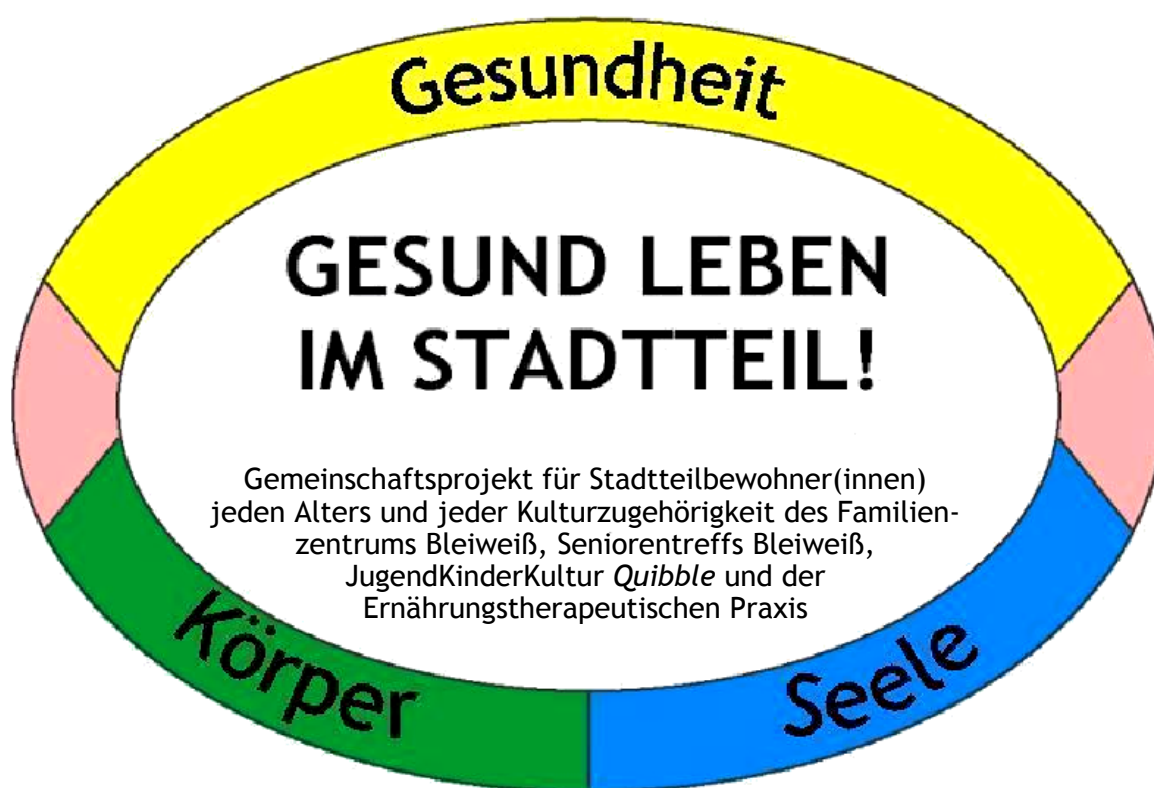 Gesundheit
GESUND LEBEN
IM STADTTEIL!
Gemeinschaftsprojekt für Stadtteilbewohner(innen)
jeden Alters und jeder Kulturzugehörigkeit des Familien-
zentrums Bleiweiß, Seniorentreffs Bleiweiß,
JugendKinderKultur Quibble und der
Ernährungstherapeutischen Praxis
Körper
Seele